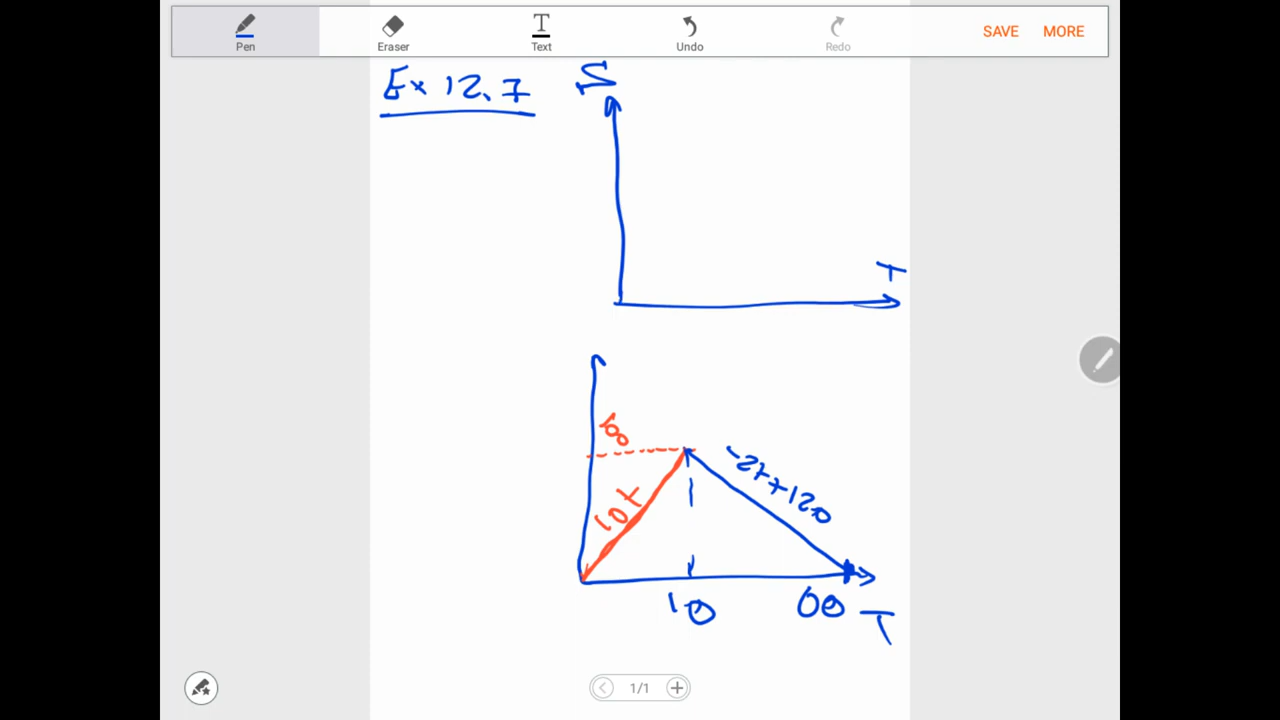 Pen Eraser Text Undo Redo SAVE MORE
Ex 12.7
S
T
100
10t
-2t+120
10
60
T
1/1